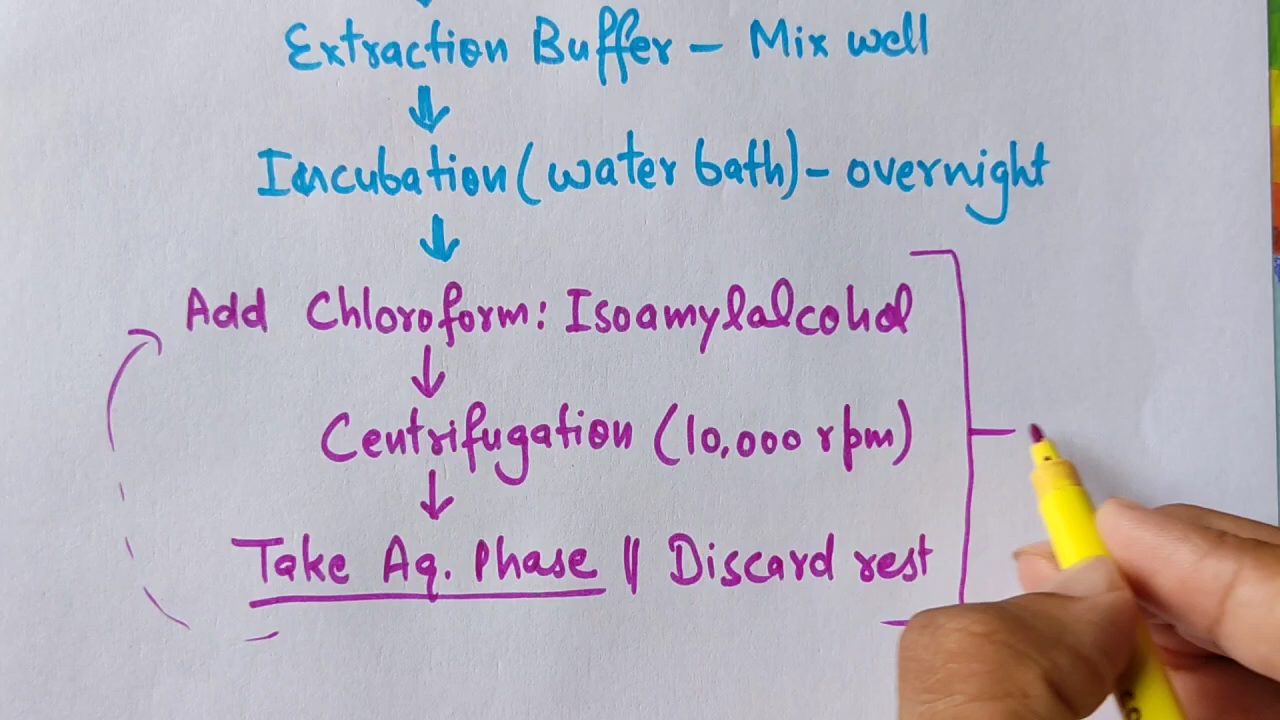 Extraction Buffer - Mix well
Incubation (water bath) - overnight
Add Chloroform: Isoamylalcohol
Centrifugation (10,000 rpm)
Take Aq. Phase || Discard rest